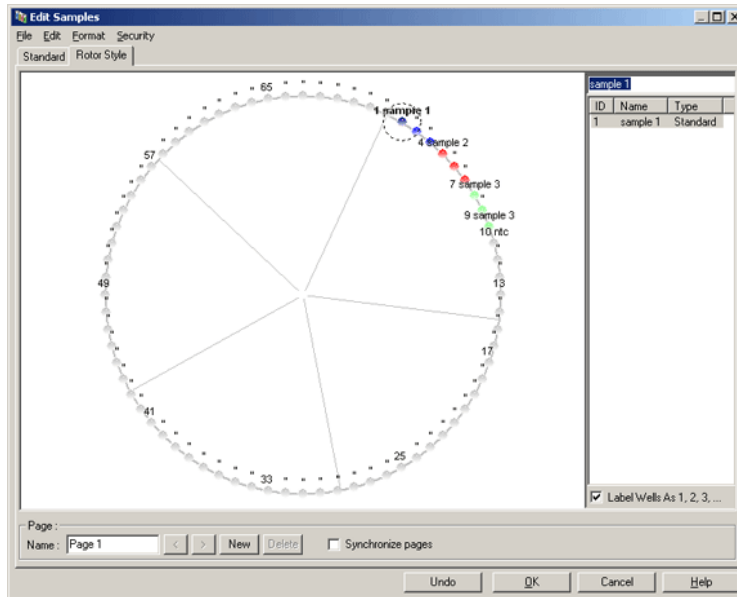 Edit Samples
File Edit Format Security
Standard Rotor Style
65
1 sample 1
4 sample 2
57
7 sample 3
9 sample 3
10 ntc
49
13
17
41
25
33
sample 1
ID Name Type
1 sample 1 Standard
Label Wells As 1, 2, 3, ...
Page :
Name : Page 1 < > New Delete Synchronize pages
Undo OK Cancel Help